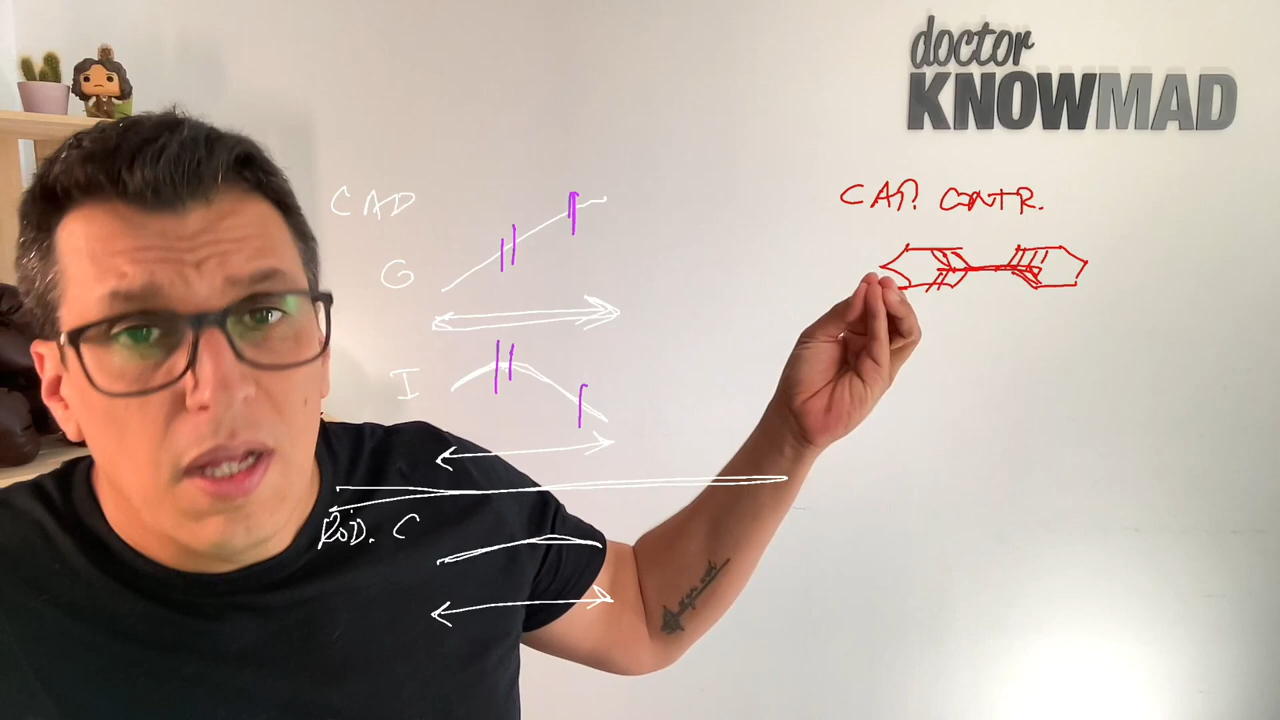 doctor
KNOWMAD
CAD
G
I
ROD. C
CAP. CONTR.